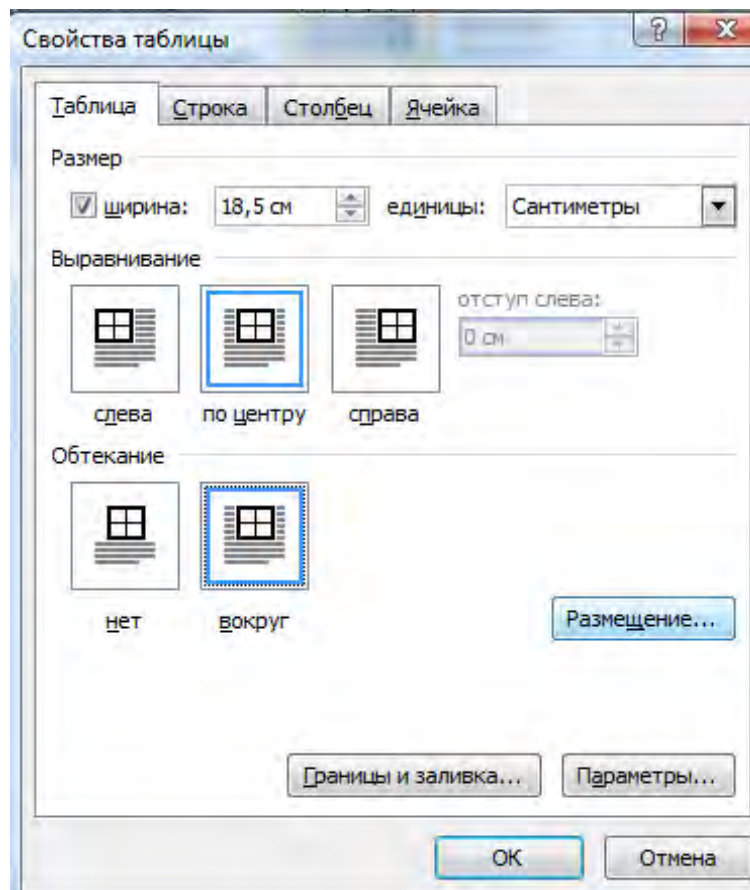 Свойства таблицы
Таблица Строка Столбец Ячейка
Размер
ширина: 18,5 см единицы: Сантиметры
Выравнивание
отступ слева:
0 см
слева по центру справа
Обтекание
нет вокруг
Размещение...
Границы и заливка... Параметры...
ОК Отмена